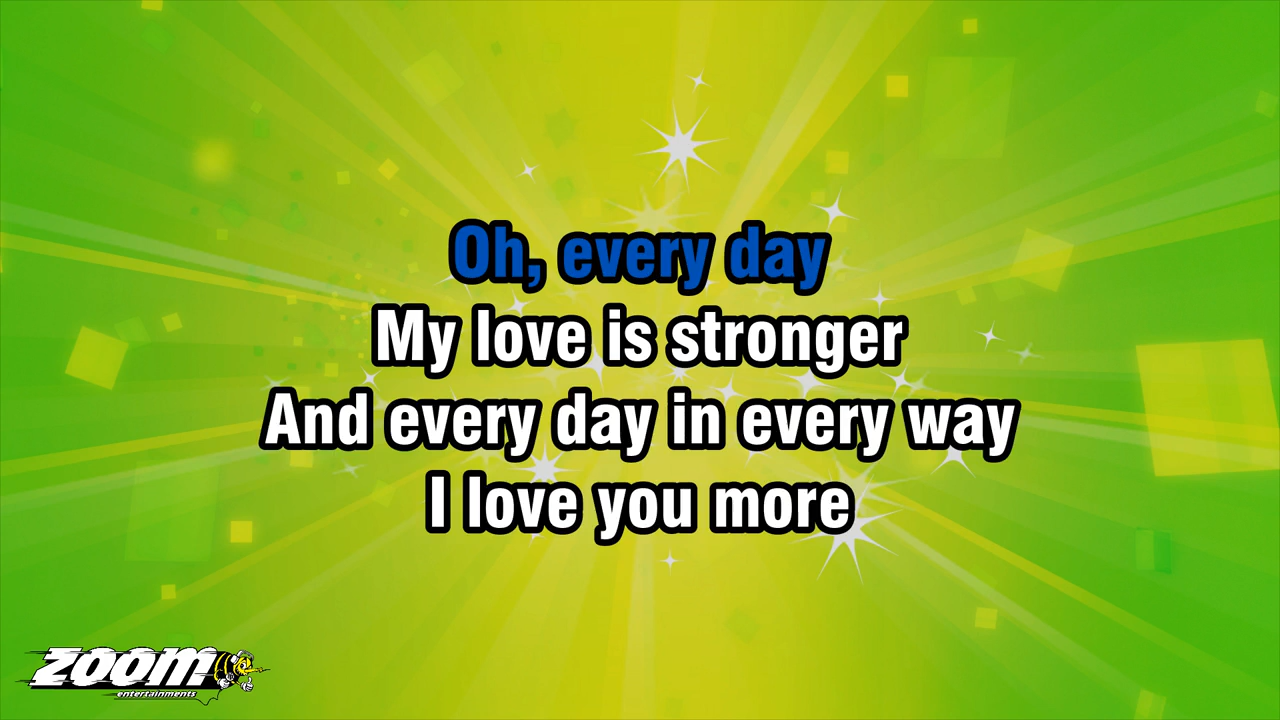 Oh, every day
My love is stronger
And every day in every way
I love you more
ZOOM
entertainments